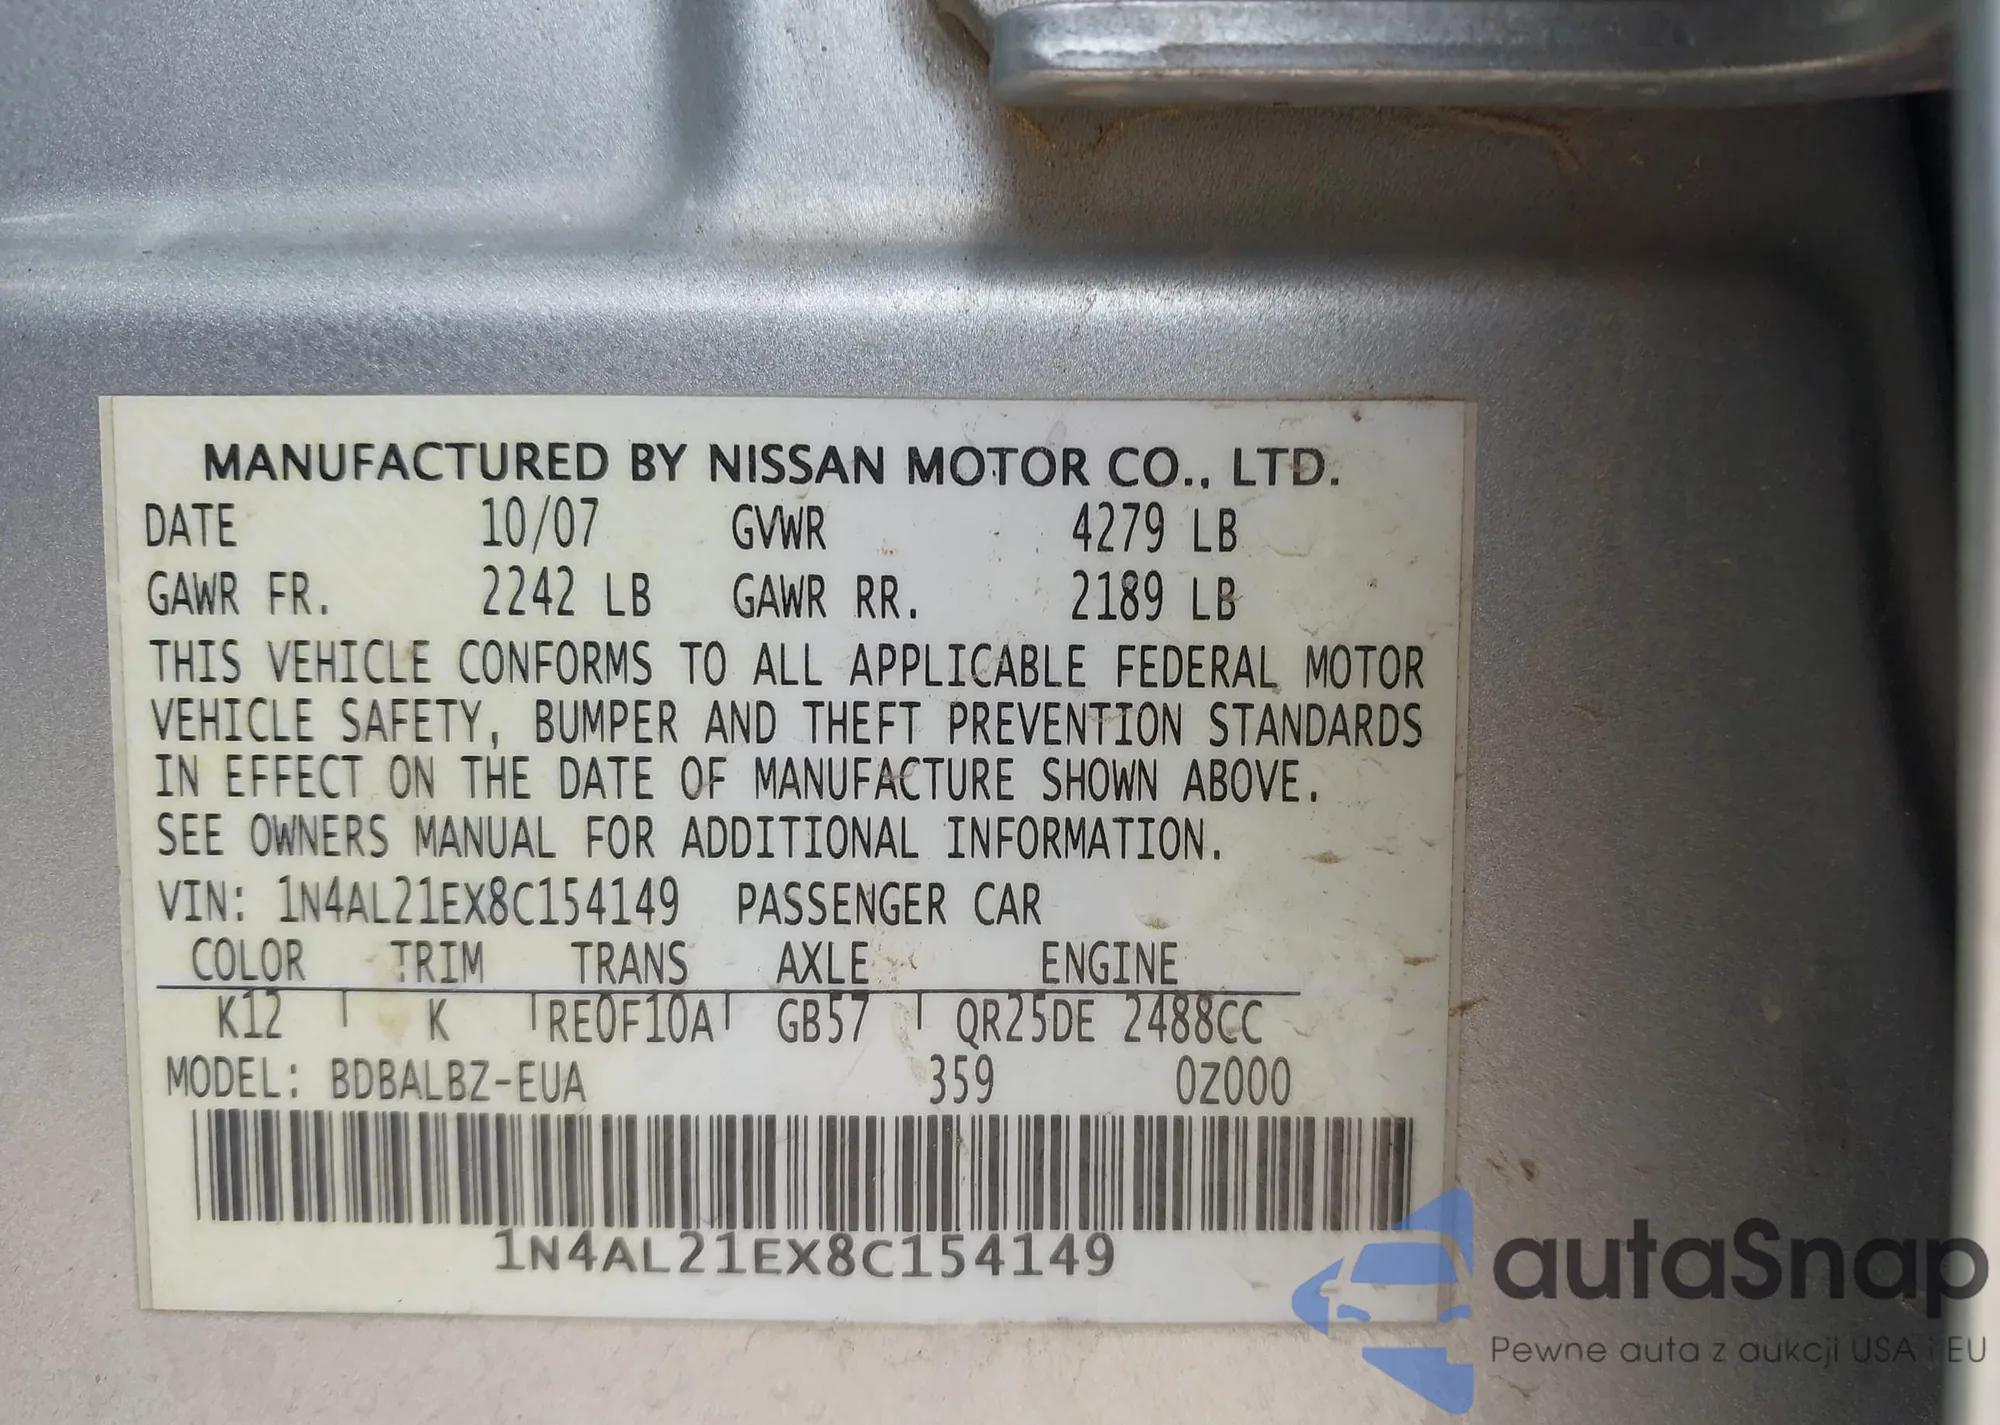 MANUFACTURED BY NISSAN MOTOR CO., LTD.
DATE 10/07 GVWR 4279 LB
GAWR FR. 2242 LB GAWR RR. 2189 LB
THIS VEHICLE CONFORMS TO ALL APPLICABLE FEDERAL MOTOR
VEHICLE SAFETY, BUMPER AND THEFT PREVENTION STANDARDS
IN EFFECT ON THE DATE OF MANUFACTURE SHOWN ABOVE.
SEE OWNERS MANUAL FOR ADDITIONAL INFORMATION.
VIN: 1N4AL21EX8C154149 PASSENGER CAR
COLOR TRIM TRANS AXLE ENGINE
K12 K RE0F10A GB57 QR25DE 2488CC
MODEL: BDBALBZ-EUA 359 0Z000
1N4AL21EX8C154149
autaSnap
Pewne auta z aukcji USA i EU